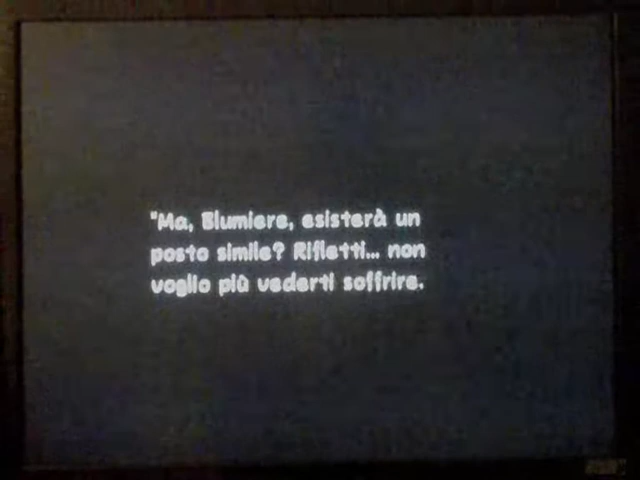 "Ma, Blumiere, esisterà un
posto simile? Rifletti... non
voglio più vederti soffrire.